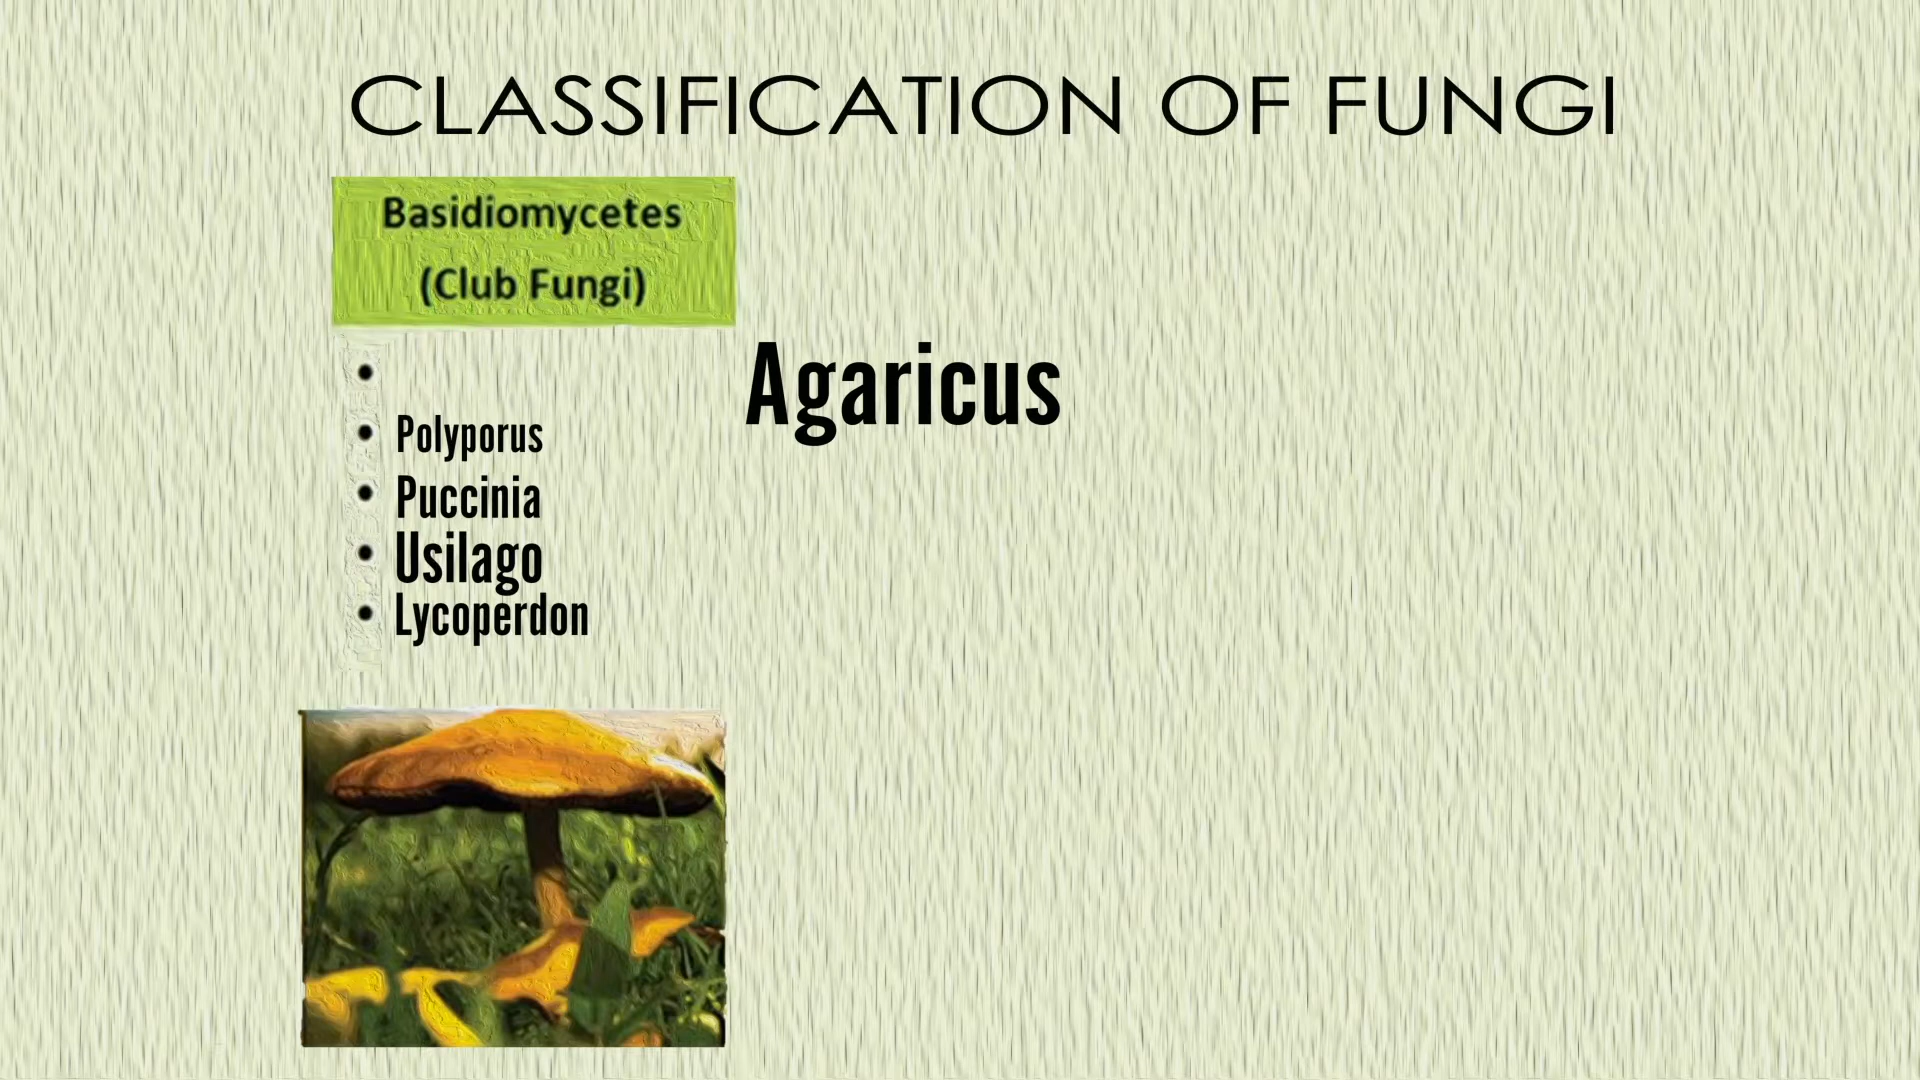 CLASSIFICATION OF FUNGI
Basidiomycetes
(Club Fungi)
Agaricus
• 
• Polyporus
• Puccinia
• Usilago
• Lycoperdon